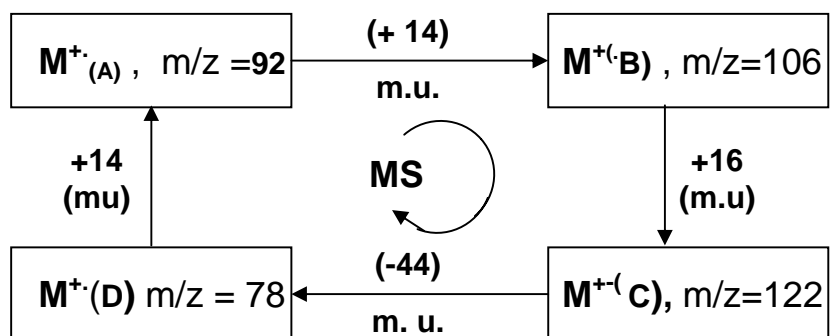 (+ 14)
M+·(A) , m/z =92
M+(·B) , m/z=106
m.u.
+14
(mu)
MS
+16
(m.u)
(-44)
M+·(D) m/z = 78
M+-( C), m/z=122
m. u.